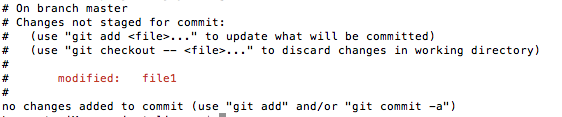 # On branch master
# Changes not staged for commit:
#   (use "git add <file>..." to update what will be committed)
#   (use "git checkout -- <file>..." to discard changes in working directory)
#
#       modified:   file1
#
no changes added to commit (use "git add" and/or "git commit -a")